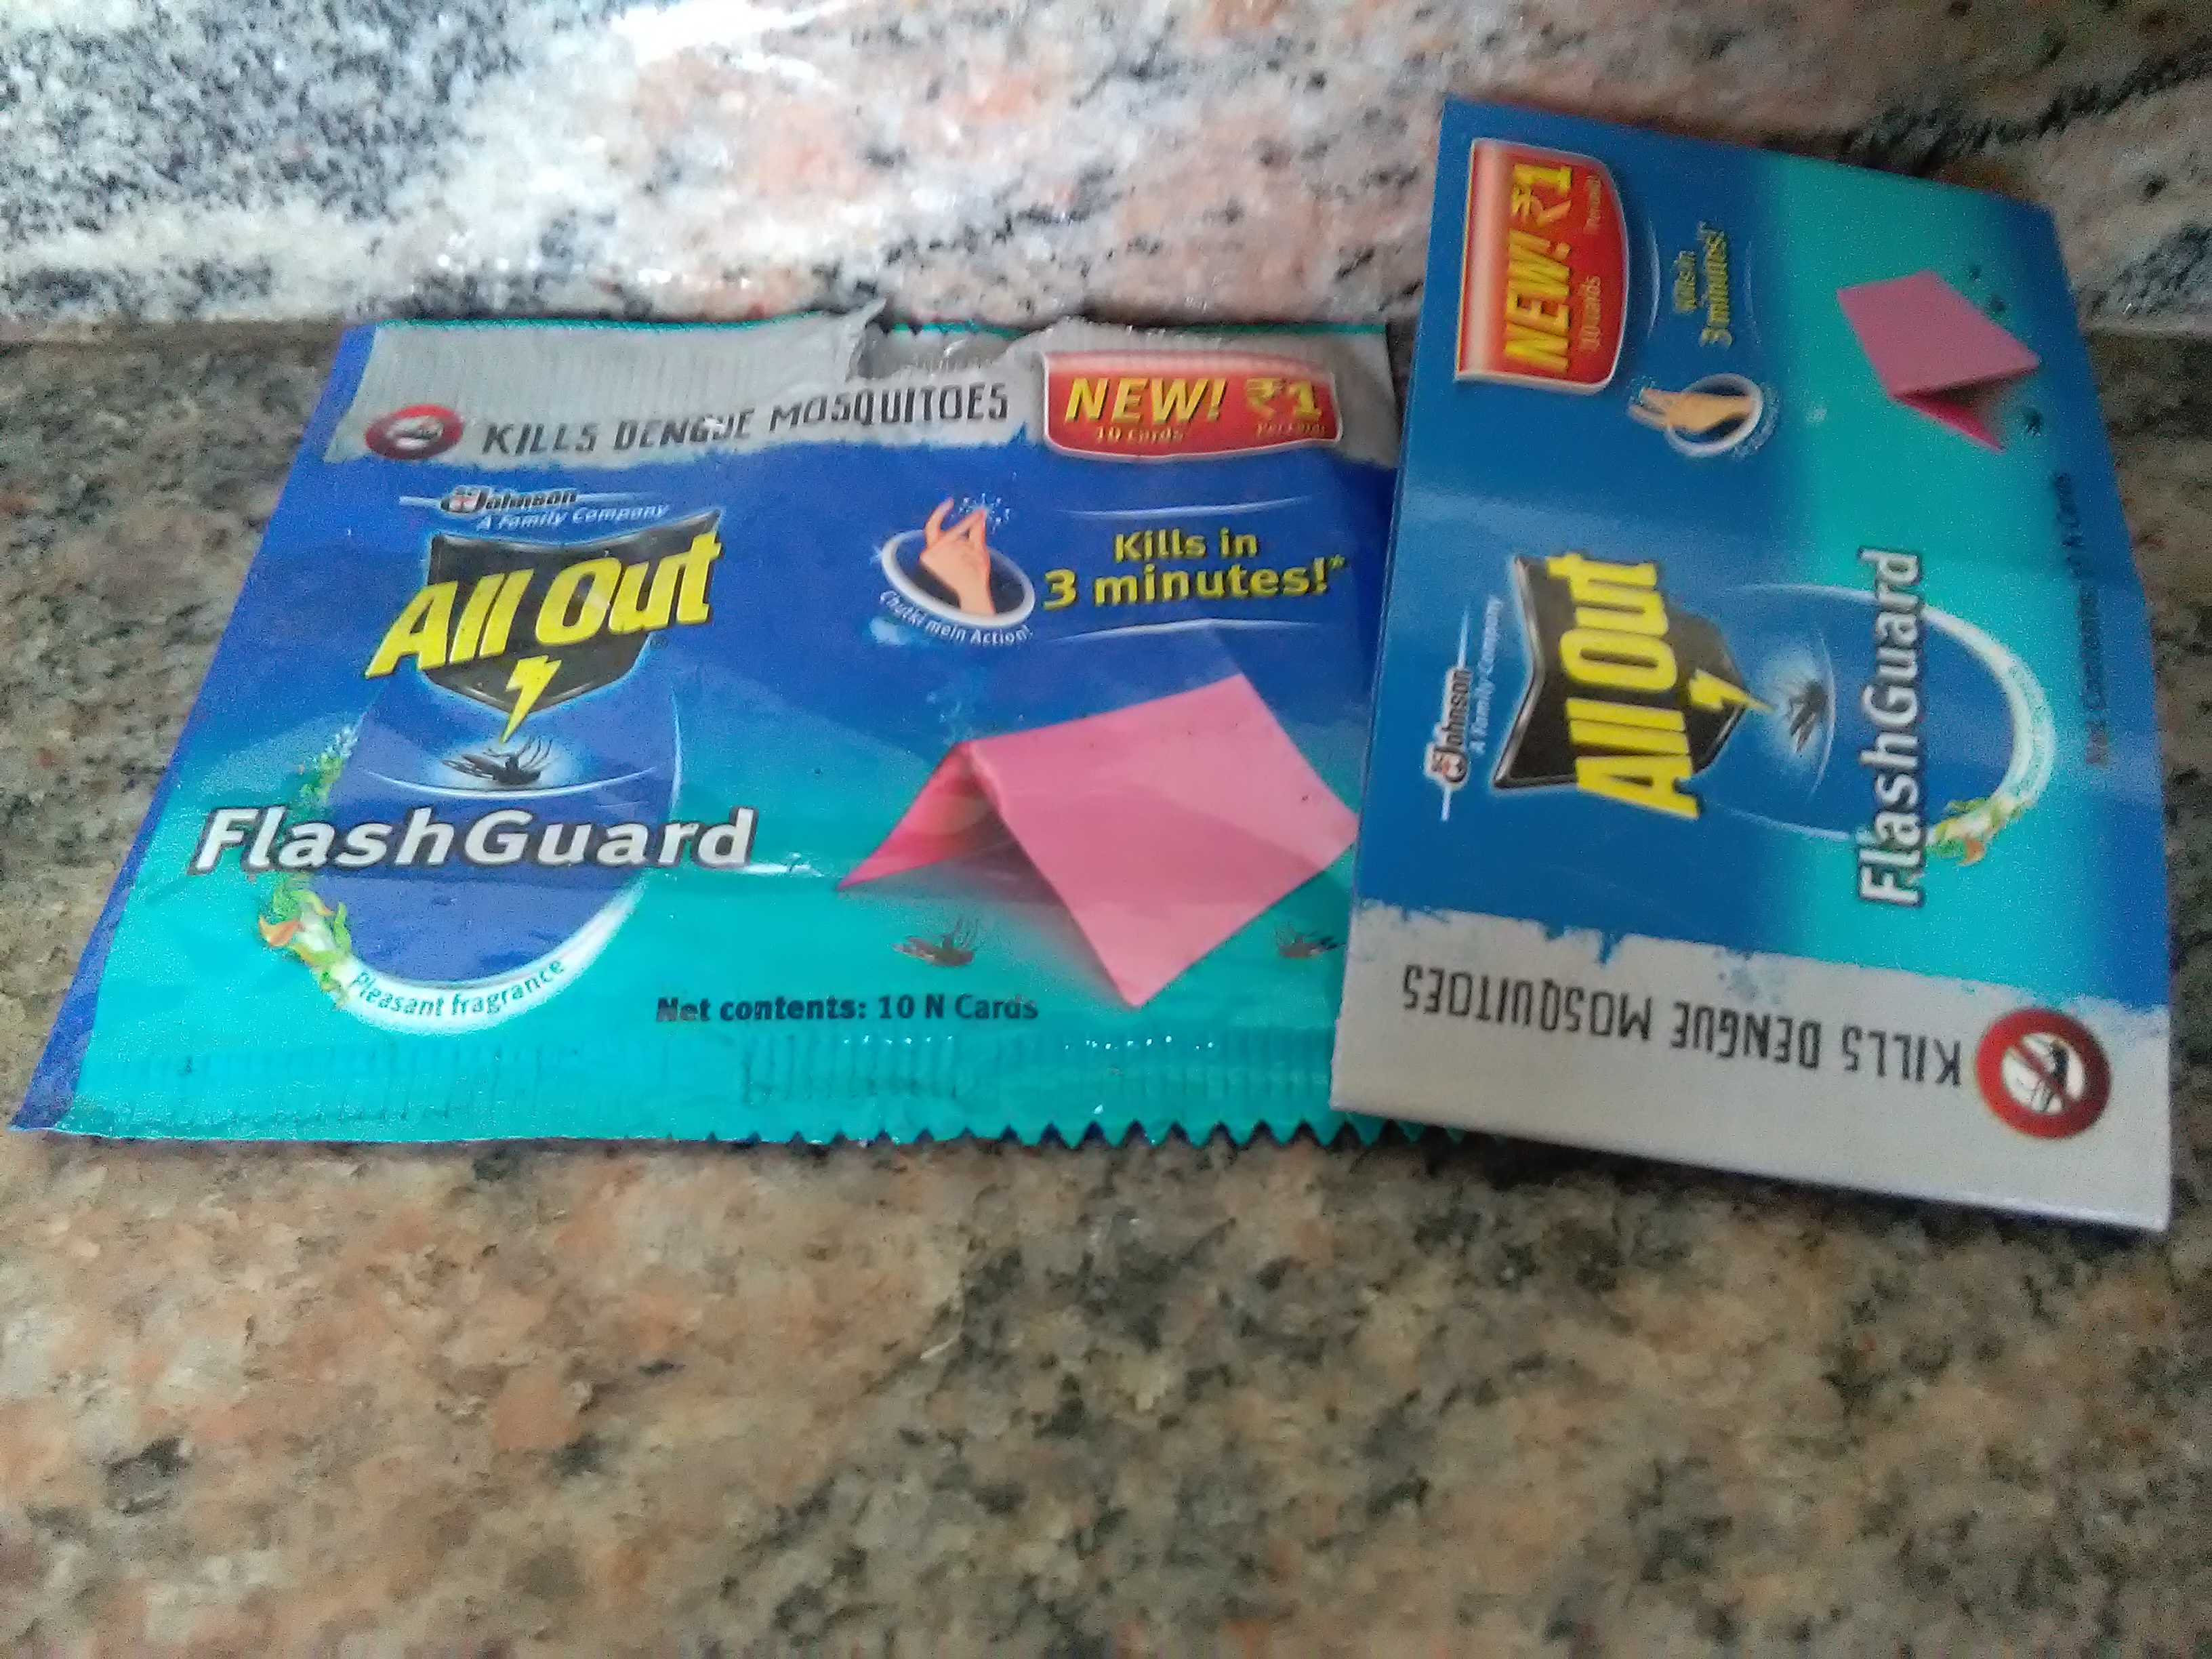 KILLS DENGUE MOSQUITOES
NEW! ₹1
10 cards Per card
Johnson
A Family Company
All Out
Kills in
3 minutes!*
Chutki mein Action!
FlashGuard
Pleasant fragrance
Net contents: 10 N Cards
NEW! ₹1
10 cards
Kills in
3 minutes!*
Johnson
A Family Company
All Out
FlashGuard
KILLS DENGUE MOSQUITOES